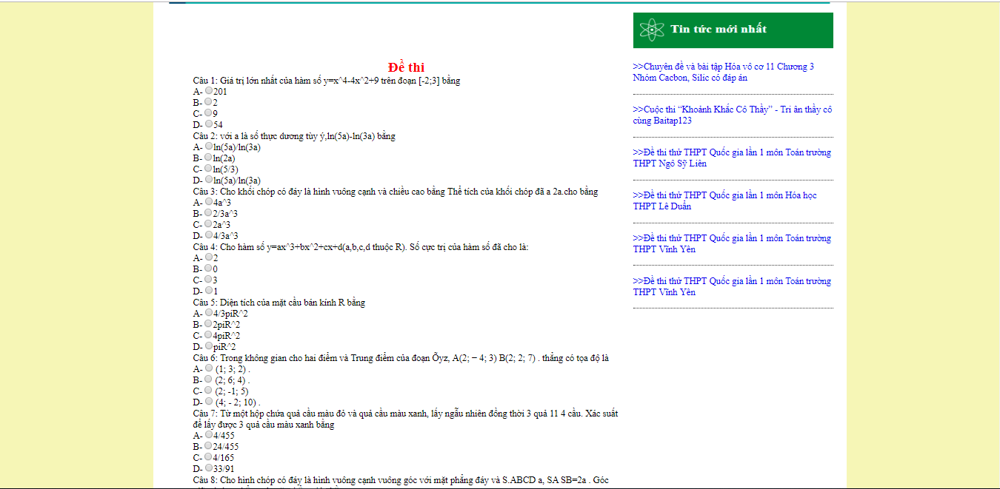 Đề thi
Câu 1: Giá trị lớn nhất của hàm số y=x^4-4x^2+9 trên đoạn [-2;3] bằng
A- 201
B- 2
C- 9
D- 54
Câu 2: với a là số thực dương tùy ý,ln(5a)-ln(3a) bằng
A- ln(5a)/ln(3a)
B- ln(2a)
C- ln(5/3)
D- ln(5a)/ln(3a)
Câu 3: Cho khối chóp có đáy là hình vuông cạnh và chiều cao bằng Thể tích của khối chóp đã a 2a.cho bằng
A- 4a^3
B- 2/3a^3
C- 2a^3
D- 4/3a^3
Câu 4: Cho hàm số y=ax^3+bx^2+cx+d(a,b,c,d thuộc R). Số cực trị của hàm số đã cho là:
A- 2
B- 0
C- 3
D- 1
Câu 5: Diện tích của mặt cầu bán kính R bằng
A- 4/3piR^2
B- 2piR^2
C- 4piR^2
D- piR^2
Câu 6: Trong không gian cho hai điểm và Trung điểm của đoạn Õyz, A(2; − 4; 3) B(2; 2; 7) . thẳng có tọa độ là
A- (1; 3; 2) .
B- (2; 6; 4) .
C- (2; -1; 5)
D- (4; - 2; 10) .
Câu 7: Từ một hộp chứa quả cầu màu đỏ và quả cầu màu xanh, lấy ngẫu nhiên đồng thời 3 quả 11 4 cầu. Xác suất
để lấy được 3 quả cầu màu xanh bằng
A- 4/455
B- 24/455
C- 4/165
D- 33/91
Câu 8: Cho hình chóp có đáy là hình vuông cạnh vuông góc với mặt phẳng đáy và S.ABCD a, SA SB=2a . Góc
Tin tức mới nhất
>>Chuyên đề và bài tập Hóa vô cơ 11 Chương 3
Nhóm Cacbon, Silic có đáp án
>>Cuộc thi “Khoảnh Khắc Cô Thầy” - Tri ân thầy cô
cùng Baitap123
>>Đề thi thử THPT Quốc gia lần 1 môn Toán trường
THPT Ngô Sỹ Liên
>>Đề thi thử THPT Quốc gia lần 1 môn Hóa học
THPT Lê Duẩn
>>Đề thi thử THPT Quốc gia lần 1 môn Toán trường
THPT Vĩnh Yên
>>Đề thi thử THPT Quốc gia lần 1 môn Toán trường
THPT Vĩnh Yên